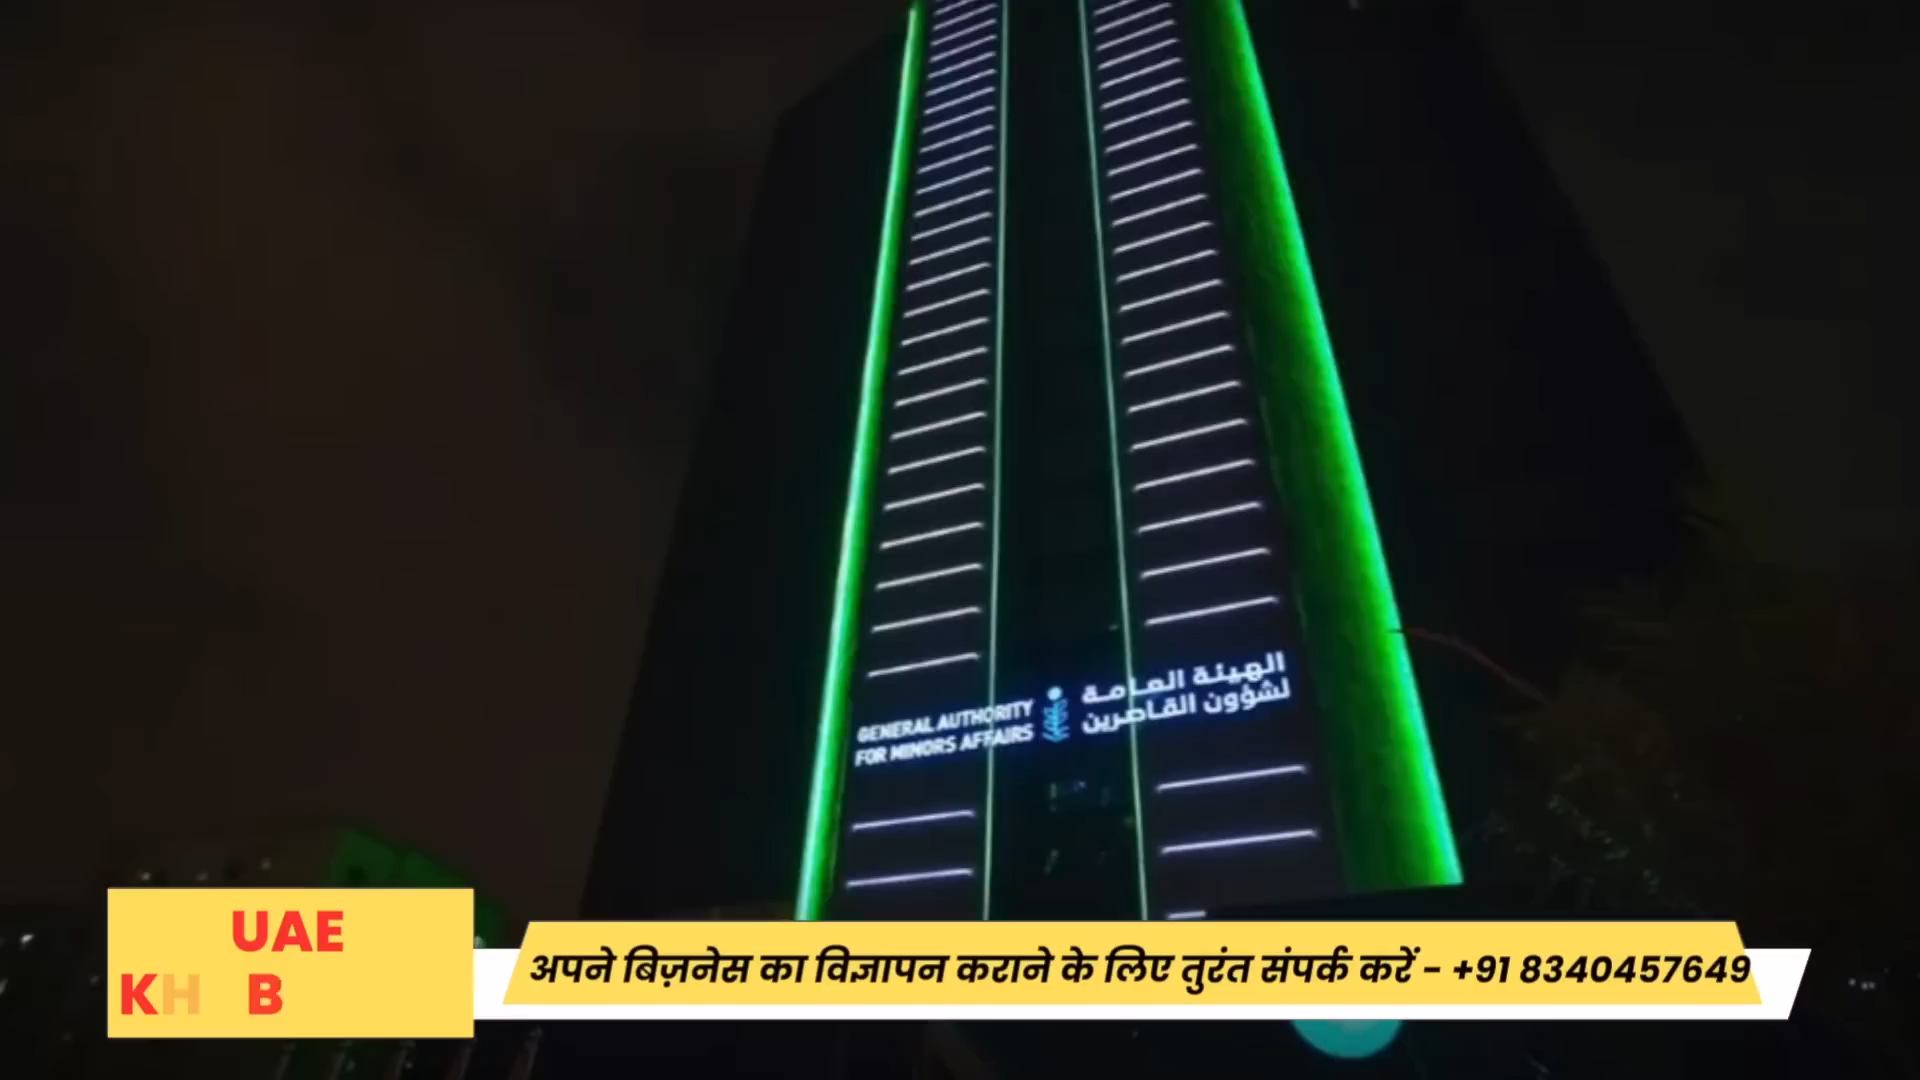 GENERAL AUTHORITY
FOR MINORS AFFAIRS
الهيئة العامة
لشؤون القاصرين
UAE
KH B
अपने बिज़नेस का विज्ञापन कराने के लिए तुरंत संपर्क करें - +91 8340457649